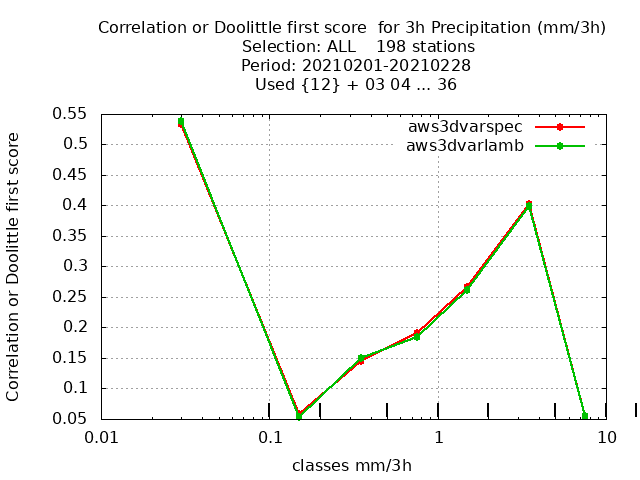 Correlation or Doolittle first score  for 3h Precipitation (mm/3h)
Selection: ALL    198 stations
Period: 20210201-20210228
Used {12} + 03 04 ... 36
aws3dvarspec
aws3dvarlamb
Correlation or Doolittle first score
0.55
0.5
0.45
0.4
0.35
0.3
0.25
0.2
0.15
0.1
0.05
0.01 0.1 1 10
classes mm/3h